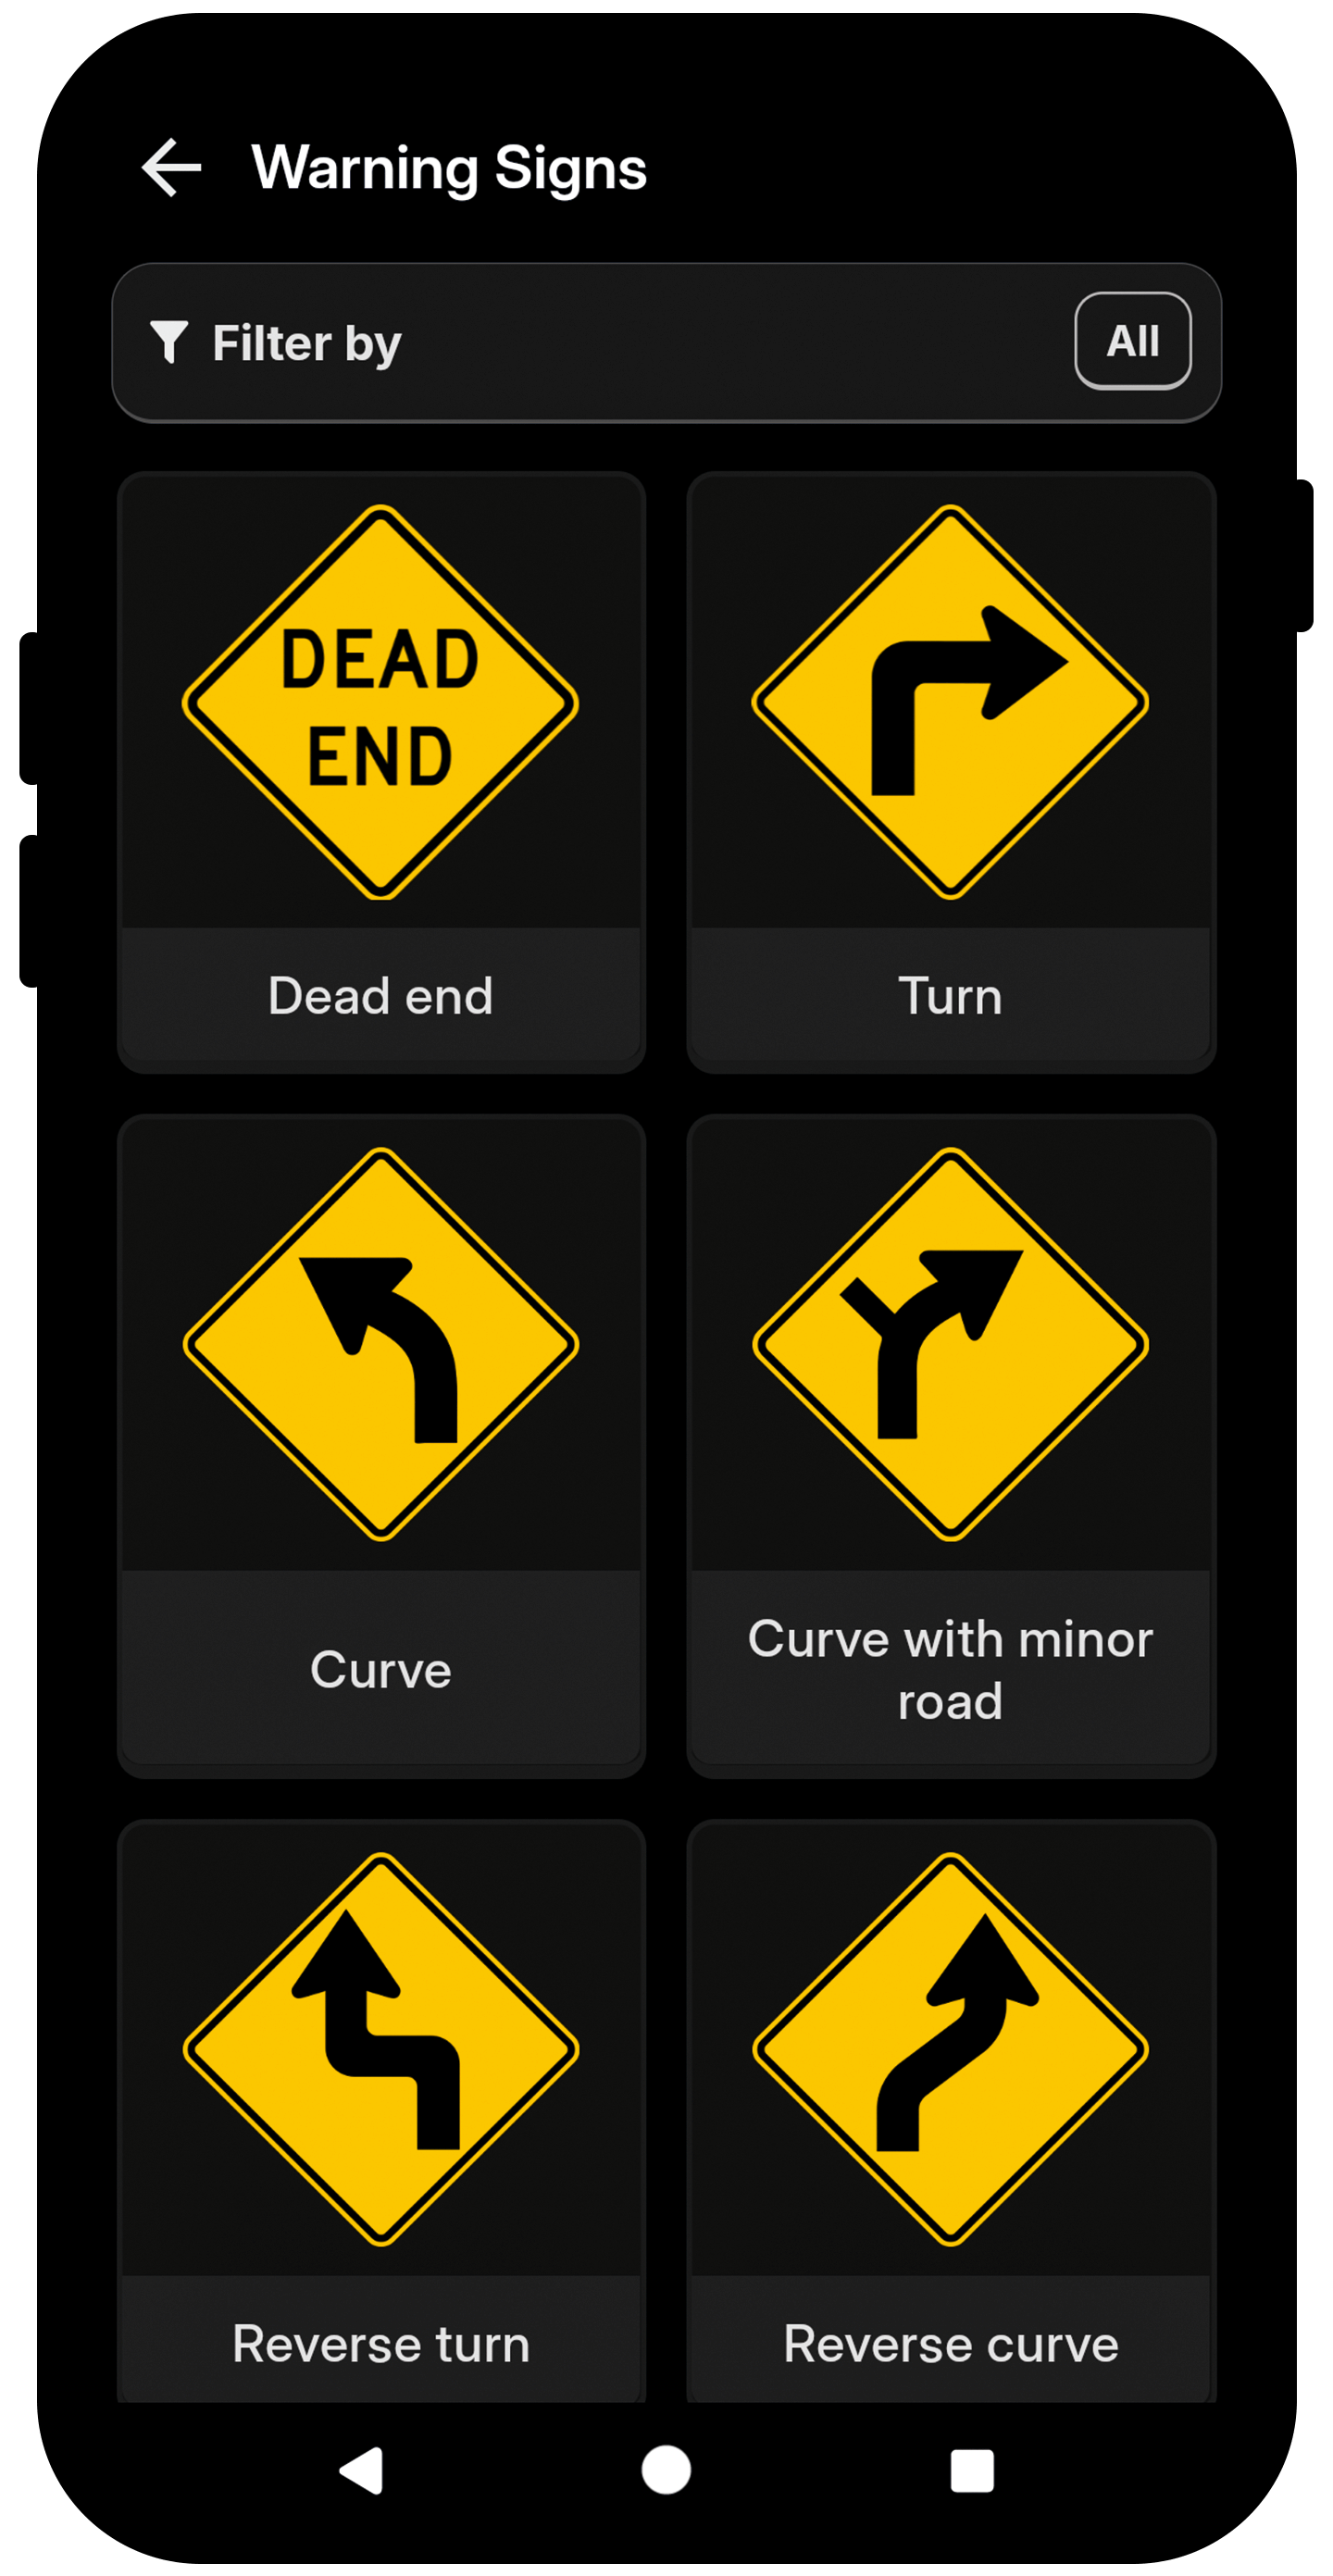 Warning Signs
Filter by All
DEAD
END
Dead end
Turn
Curve
Curve with minor
road
Reverse turn
Reverse curve